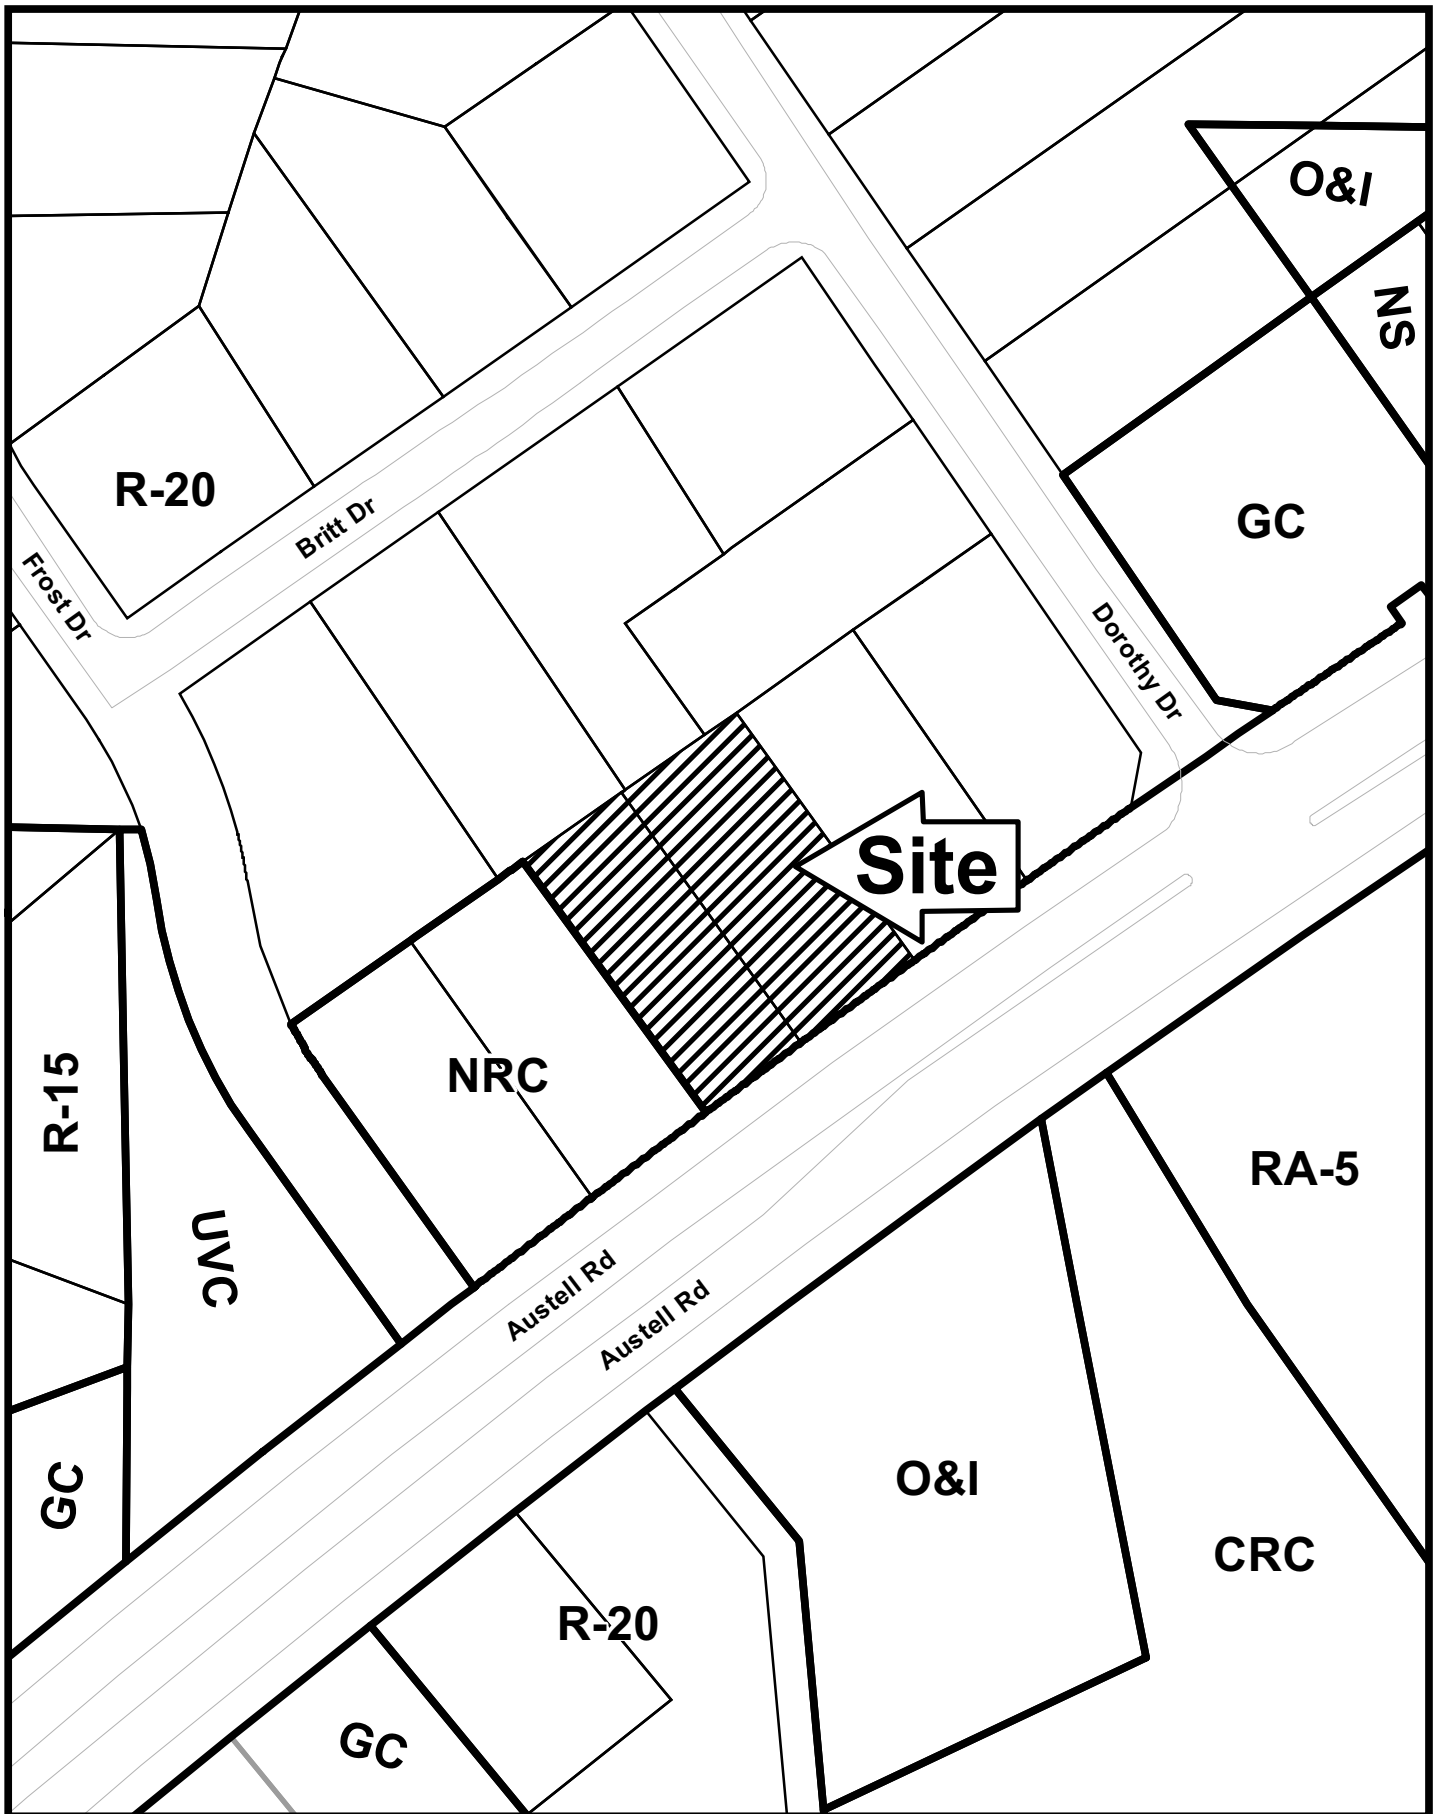 O&I
NS
R-20
GC
Britt Dr
Frost Dr
Dorothy Dr
Site
NRC
R-15
RA-5
UVC
Austell Rd
Austell Rd
O&I
GC
CRC
R-20
GC